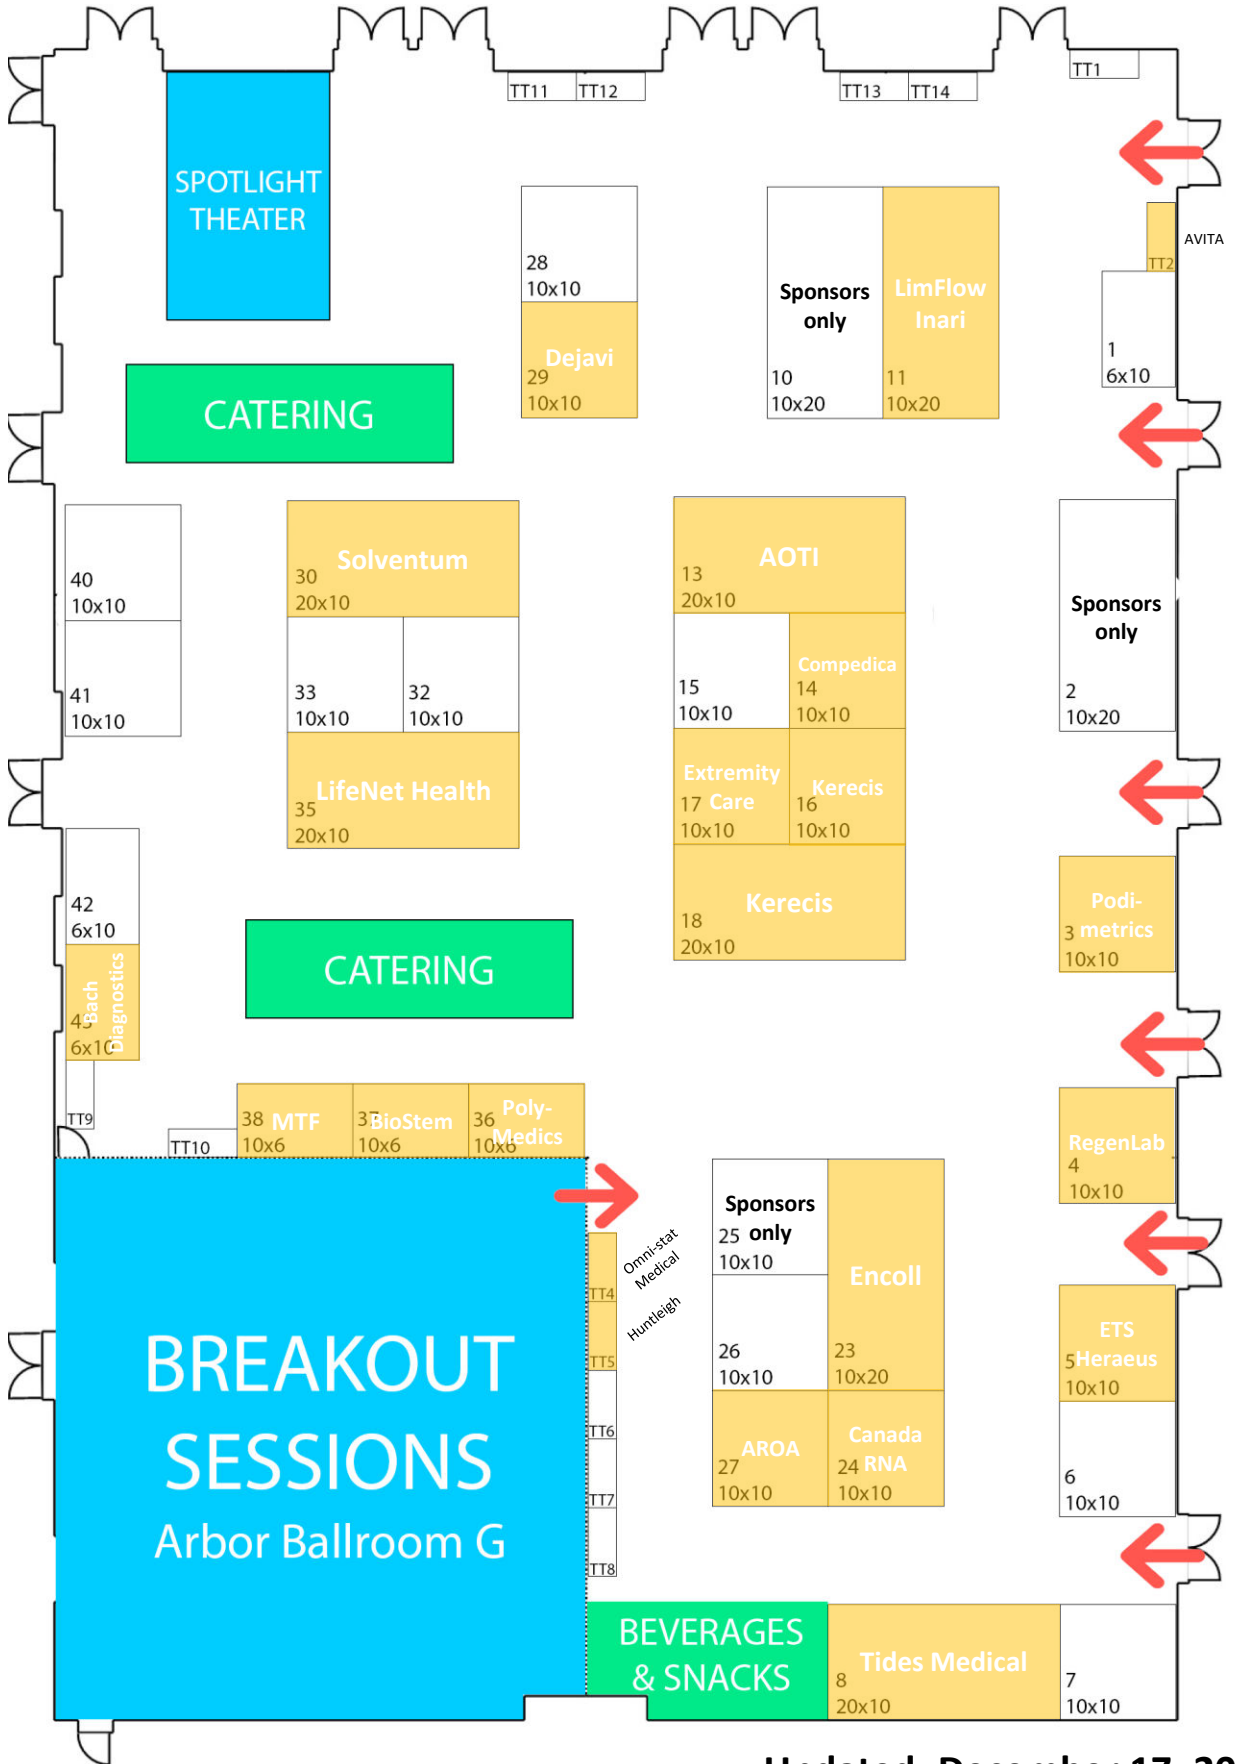 TT1
TT11
TT12
TT13
TT14
SPOTLIGHT
THEATER
AVITA
TT2
28
10x10
Sponsors
only
10
10x20
LimFlow
Inari
11
10x20
1
6x10
Dejavi
29
10x10
CATERING
40
10x10
41
10x10
Solventum
30
20x10
33
10x10
32
10x10
LifeNet Health
35
20x10
AOTI
13
20x10
15
10x10
Compedica
14
10x10
Extremity
Care
17
10x10
Kerecis
16
10x10
Kerecis
18
20x10
Sponsors
only
2
10x20
Podi-
metrics
3
10x10
42
6x10
Bach
Diagnostics
43
6x10
TT9
CATERING
TT10
38
MTF
10x6
37
BioStem
10x6
36
Poly-
Medics
10x6
RegenLab
4
10x10
BREAKOUT
SESSIONS
Arbor Ballroom G
Omni-stat
Medical
TT4
Huntleigh
TT5
TT6
TT7
TT8
Sponsors
only
25
10x10
26
10x10
Encoll
23
10x20
AROA
27
10x10
Canada
RNA
24
10x10
ETS
Heraeus
5
10x10
6
10x10
BEVERAGES
& SNACKS
Tides Medical
8
20x10
7
10x10